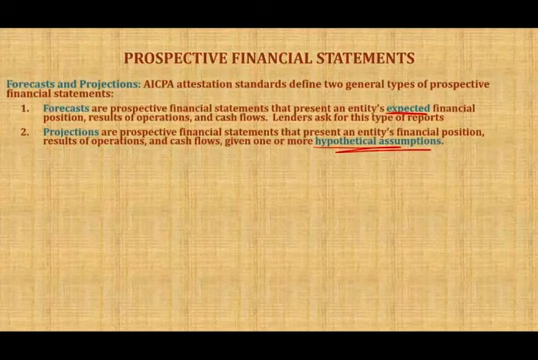 PROSPECTIVE FINANCIAL STATEMENTS
Forecasts and Projections: AICPA attestation standards define two general types of prospective
financial statements:
1. Forecasts are prospective financial statements that present an entity's expected financial
position, results of operations, and cash flows. Lenders ask for this type of reports
2. Projections are prospective financial statements that present an entity's financial position,
results of operations, and cash flows, given one or more hypothetical assumptions.